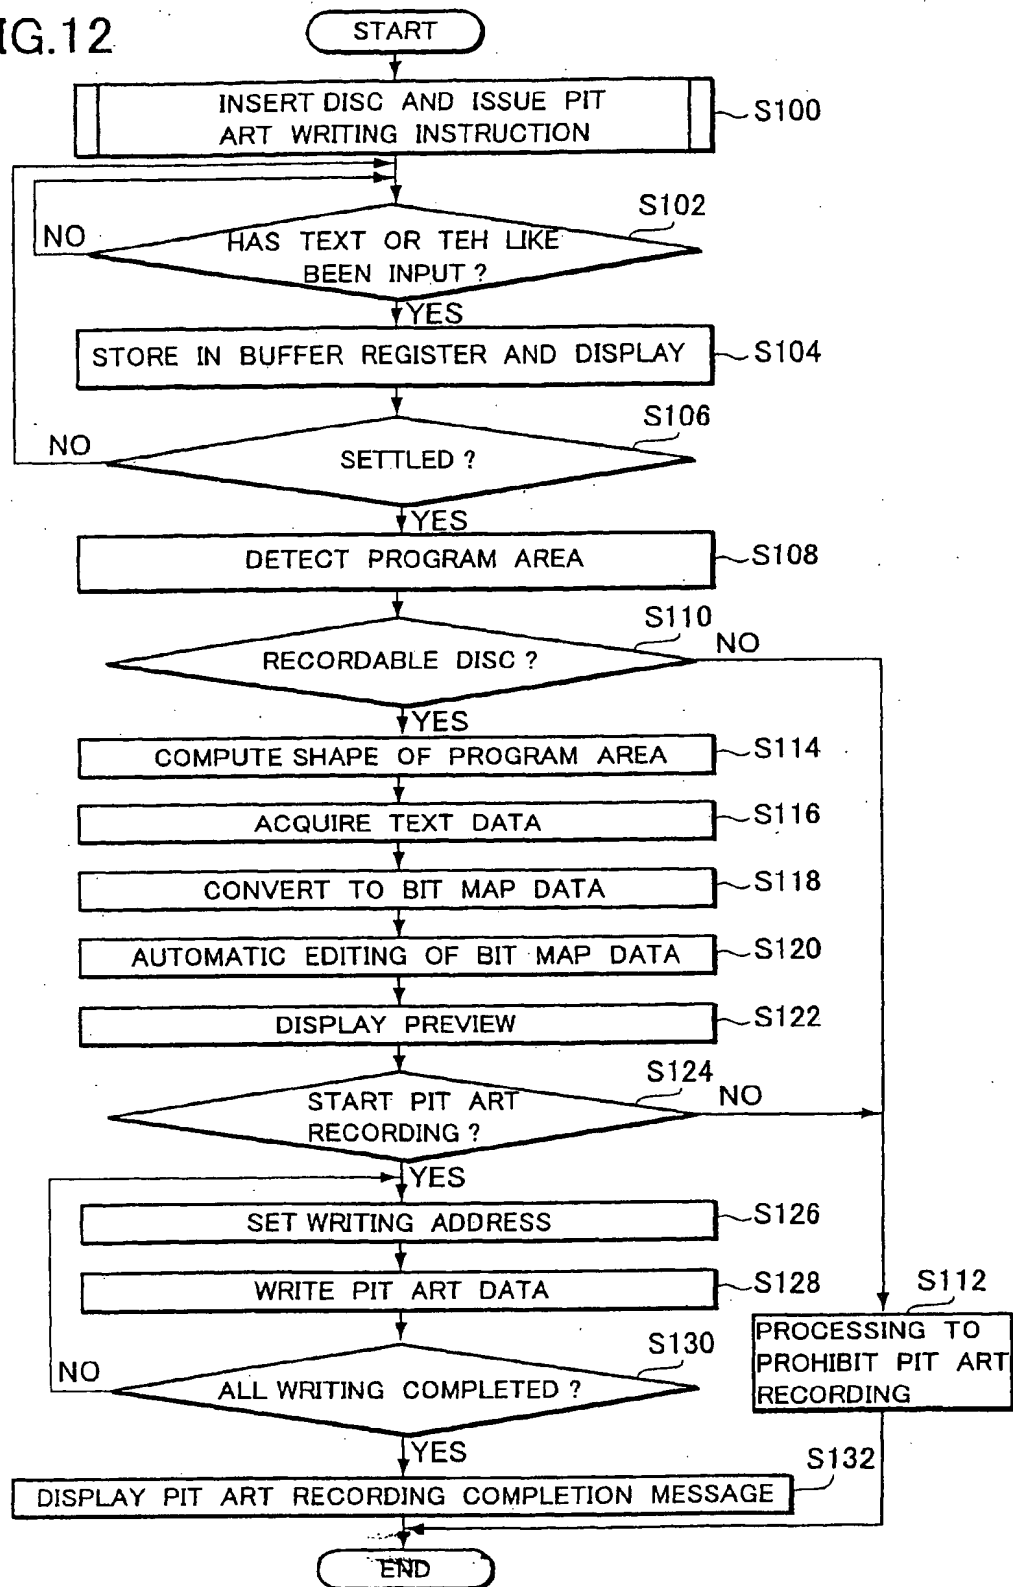 IG.12
START
INSERT DISC AND ISSUE PIT
ART WRITING INSTRUCTION
S100
S102
NO
HAS TEXT OR TEH LIKE
BEEN INPUT ?
YES
STORE IN BUFFER REGISTER AND DISPLAY
S104
S106
NO
SETTLED ?
YES
DETECT PROGRAM AREA
S108
S110
NO
RECORDABLE DISC ?
YES
COMPUTE SHAPE OF PROGRAM AREA
S114
ACQUIRE TEXT DATA
S116
CONVERT TO BIT MAP DATA
S118
AUTOMATIC EDITING OF BIT MAP DATA
S120
DISPLAY PREVIEW
S122
S124
NO
START PIT ART
RECORDING ?
YES
SET WRITING ADDRESS
S126
WRITE PIT ART DATA
S128
S112
PROCESSING TO
PROHIBIT PIT ART
RECORDING
S130
NO
ALL WRITING COMPLETED ?
YES
S132
DISPLAY PIT ART RECORDING COMPLETION MESSAGE
END